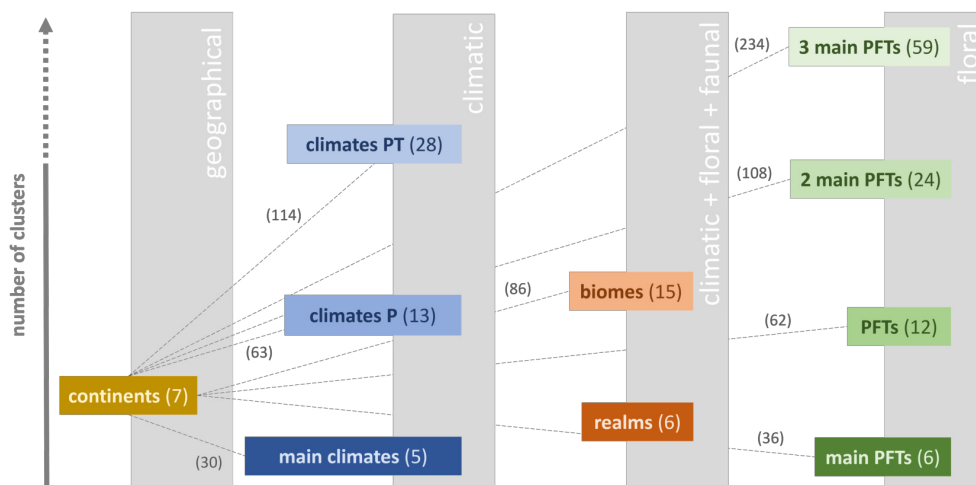 number of clusters
geographical
climatic
climatic + floral + faunal
floral
(234)
3 main PFTs (59)
climates PT (28)
(108)
2 main PFTs (24)
(114)
(86)
biomes (15)
climates P (13)
(62)
PFTs (12)
(63)
continents (7)
realms (6)
(36)
main PFTs (6)
(30)
main climates (5)